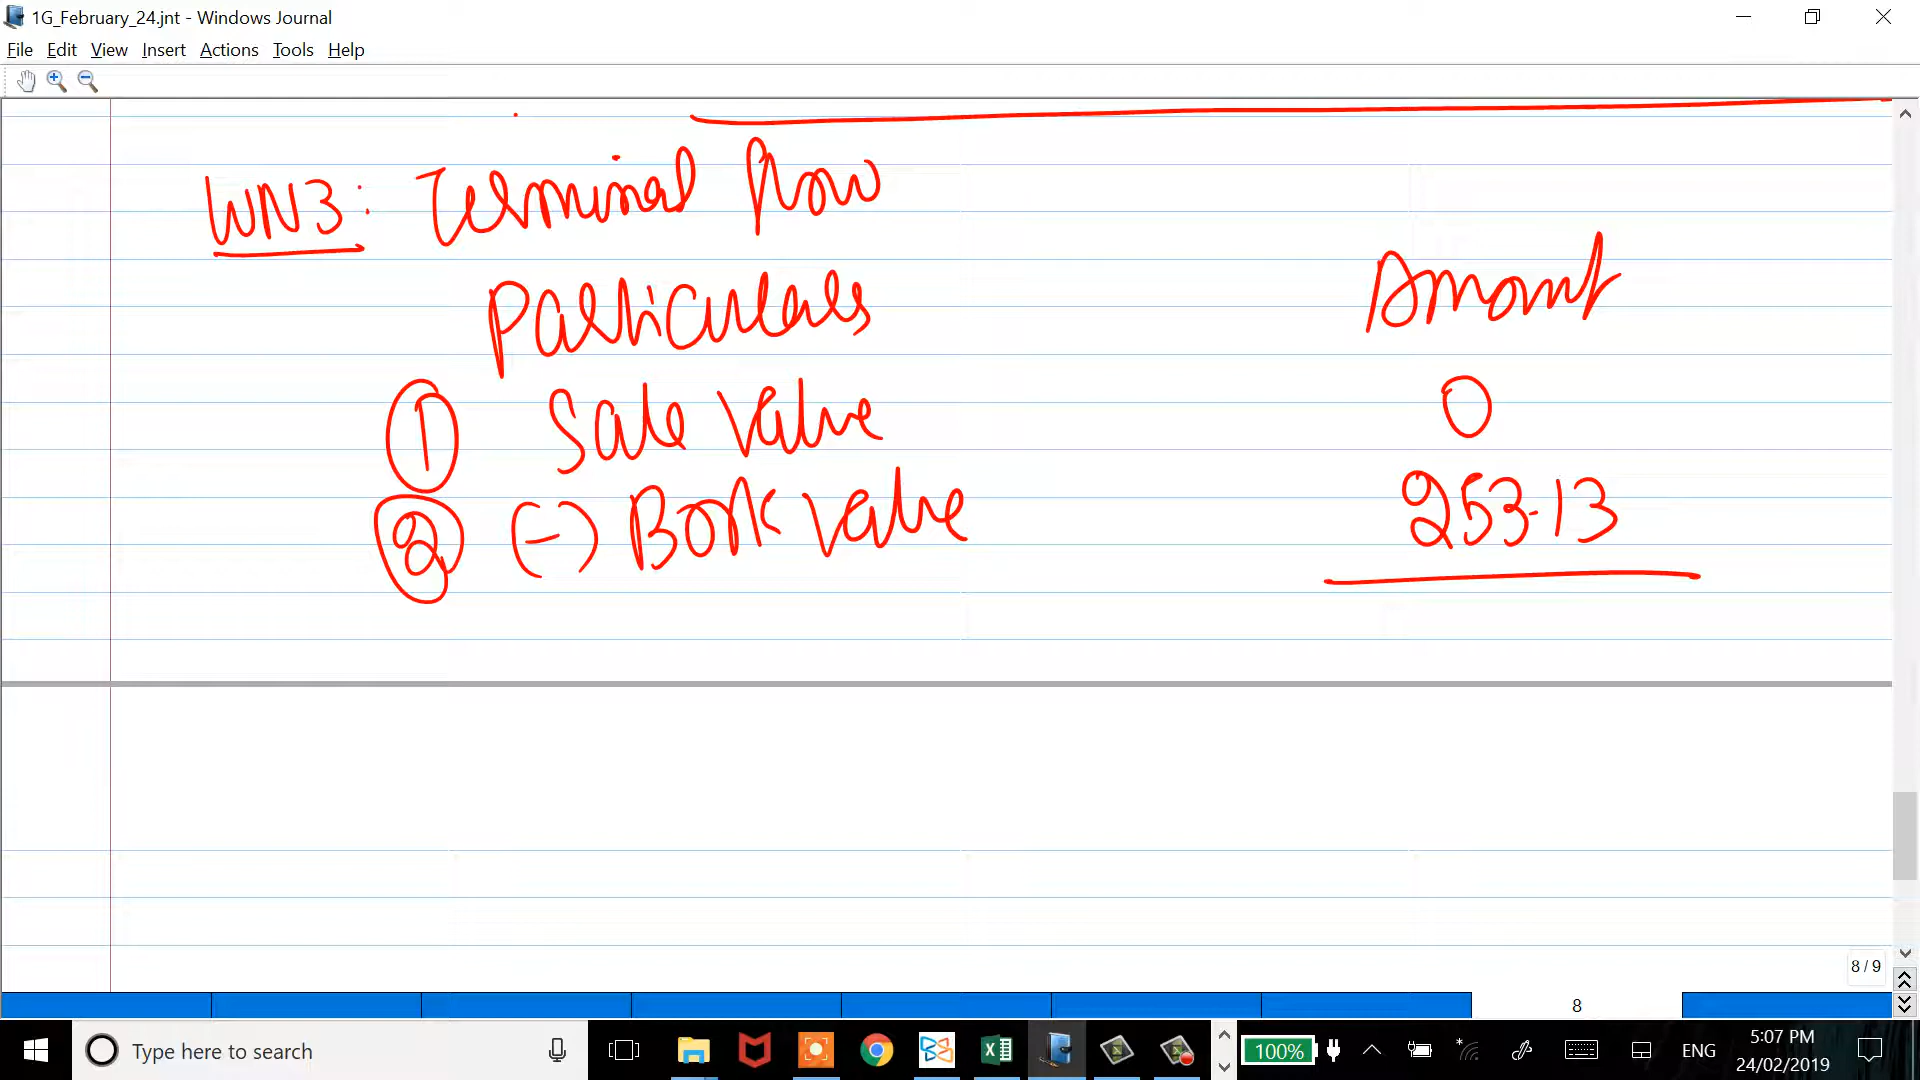 1G_February_24.jnt - Windows Journal
File Edit View Insert Actions Tools Help
WN3: Terminal flow
Particulars Amount
1 Sale value 0
2 (-) Book value 253.13
8 / 9
8
Type here to search
100%
ENG
5:07 PM
24/02/2019